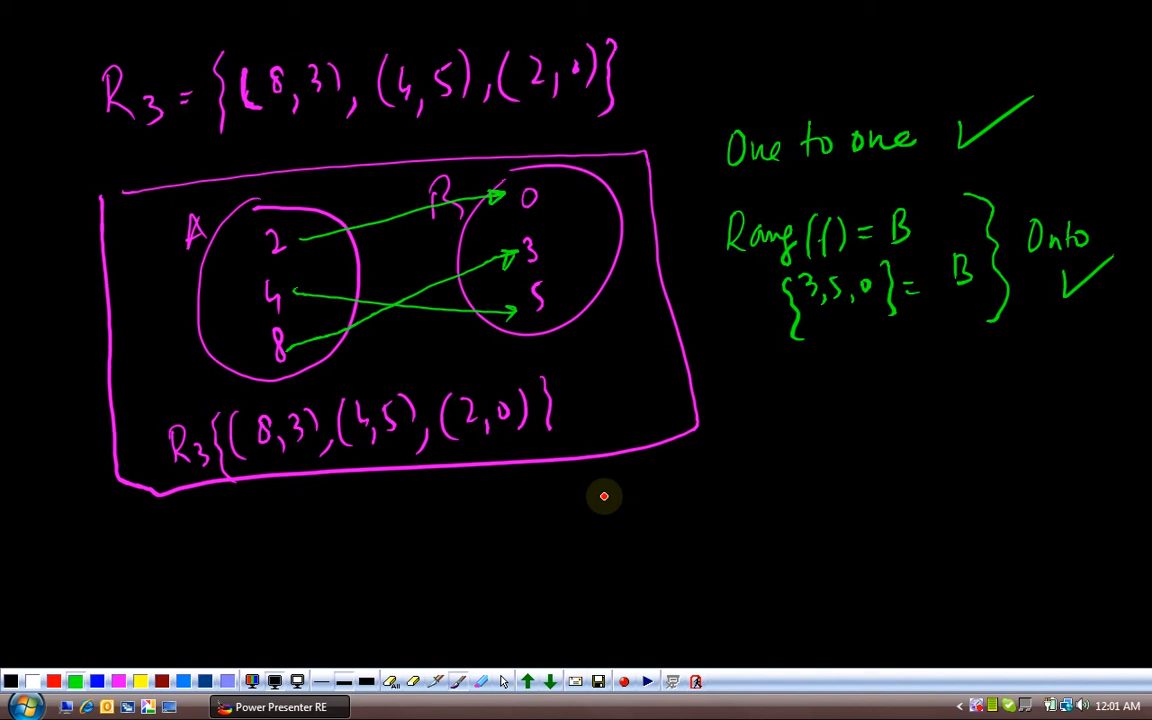 R3 = {(8,3), (4,5), (2,0)}
One to one ✓
A
B
2
4
8
0
3
5
Rang(f) = B
{3,5,0} = B
Onto
✓
R3{(8,3),(4,5),(2,0)}
All
Power Presenter RE
12:01 AM